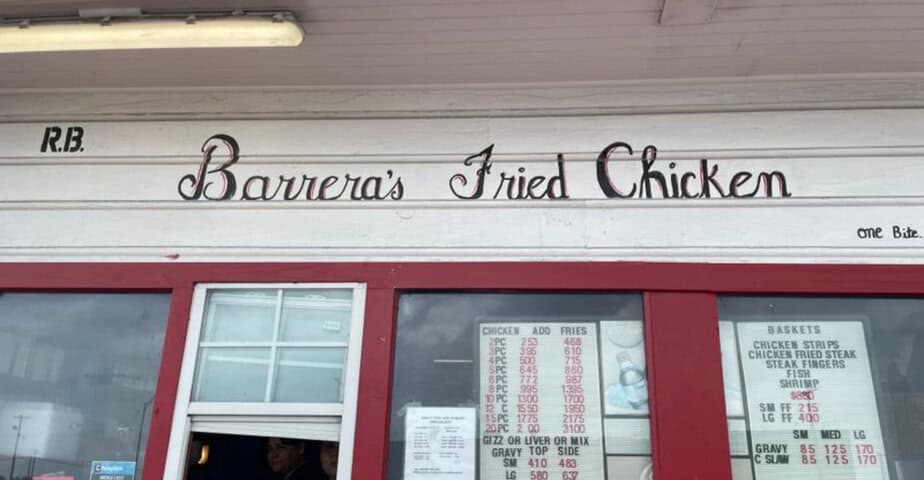 R.B.
Barrera's Fried Chicken
one Bite.
CHICKEN ADD FRIES
2PC 253 468
3PC 395 610
4PC 500 715
5PC 645 860
6PC 772 987
8PC 995 1395
10PC 1300 1700
12 C 1550 1950
15PC 1775 2175
20PC 2 00 3100
GIZZ OR LIVER OR MIX
GRAVY TOP SIDE
SM 410 483
LG 580 637
BASKETS
CHICKEN STRIPS
CHICKEN FRIED STEAK
STEAK FINGERS
FISH
SHRIMP
SM FF 215
LG FF 400
SM MED LG
GRAVY 85 125 170
C SLAW 85 125 170